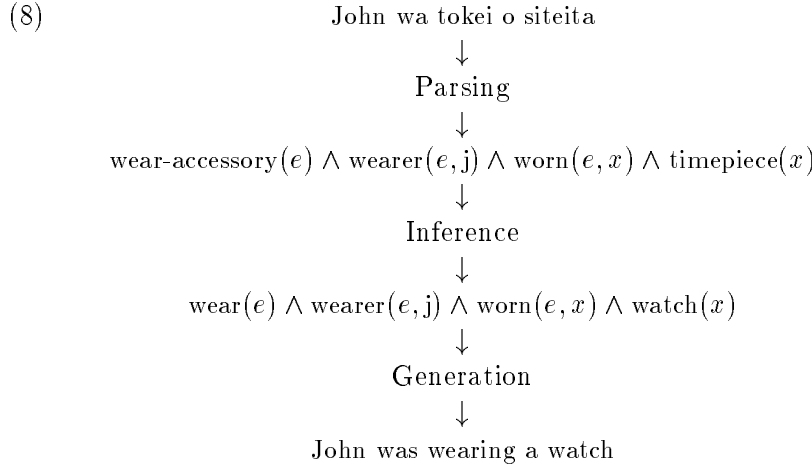 (8) John wa tokei o siteita
↓
Parsing
↓
wear-accessory(e) ∧ wearer(e, j) ∧ worn(e, x) ∧ timepiece(x)
↓
Inference
↓
wear(e) ∧ wearer(e, j) ∧ worn(e, x) ∧ watch(x)
↓
Generation
↓
John was wearing a watch